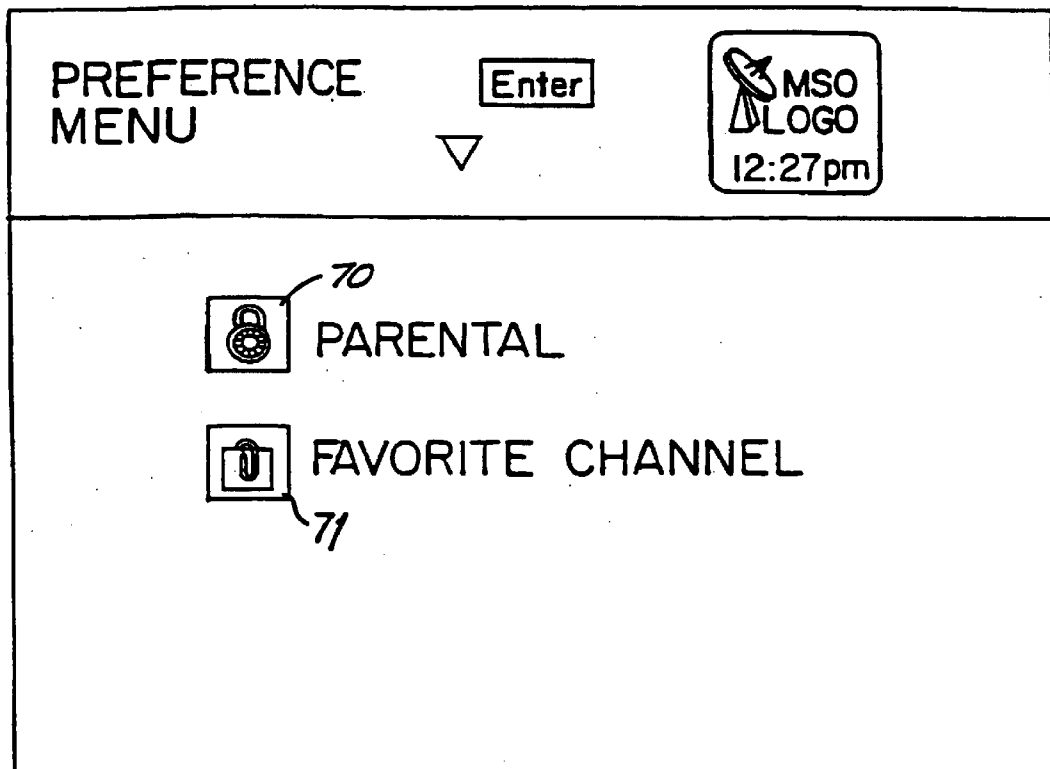 PREFERENCE
MENU
Enter
MSO
LOGO
12:27pm
70
PARENTAL
FAVORITE CHANNEL
71